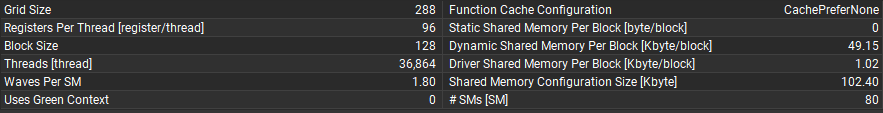 Grid Size 288 Function Cache Configuration CachePreferNone
Registers Per Thread [register/thread] 96 Static Shared Memory Per Block [byte/block] 0
Block Size 128 Dynamic Shared Memory Per Block [Kbyte/block] 49.15
Threads [thread] 36,864 Driver Shared Memory Per Block [Kbyte/block] 1.02
Waves Per SM 1.80 Shared Memory Configuration Size [Kbyte] 102.40
Uses Green Context 0 # SMs [SM] 80